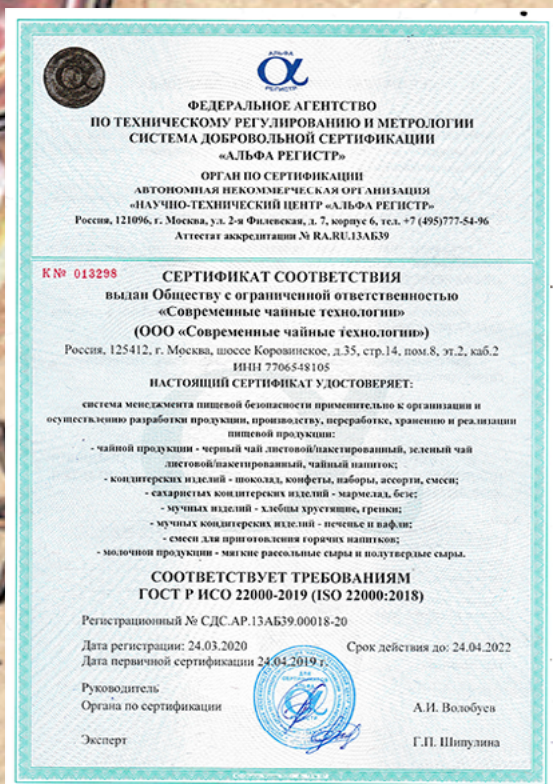 АЛЬФА
РЕГИСТР
ФЕДЕРАЛЬНОЕ АГЕНТСТВО
ПО ТЕХНИЧЕСКОМУ РЕГУЛИРОВАНИЮ И МЕТРОЛОГИИ
СИСТЕМА ДОБРОВОЛЬНОЙ СЕРТИФИКАЦИИ
«АЛЬФА РЕГИСТР»
ОРГАН ПО СЕРТИФИКАЦИИ
АВТОНОМНАЯ НЕКОММЕРЧЕСКАЯ ОРГАНИЗАЦИЯ
«НАУЧНО-ТЕХНИЧЕСКИЙ ЦЕНТР «АЛЬФА РЕГИСТР»
Россия, 121096, г. Москва, ул. 2-я Филевская, д. 7, корпус 6, тел. +7 (495)777-54-96
Аттестат аккредитации № RA.RU.13АБ39
К № 013298
СЕРТИФИКАТ СООТВЕТСТВИЯ
выдан Обществу с ограниченной ответственностью
«Современные чайные технологии»
(ООО «Современные чайные технологии»)
Россия, 125412, г. Москва, шоссе Коровинское, д.35, стр.14, пом.8, эт.2, каб.2
ИНН 7706548105
НАСТОЯЩИЙ СЕРТИФИКАТ УДОСТОВЕРЯЕТ:
система менеджмента пищевой безопасности применительно к организации и
осуществлению разработки продукции, производству, переработке, хранению и реализации
пищевой продукции:
- чайной продукции - черный чай листовой/пакетированный, зеленый чай
листовой/пакетированный, чайный напиток;
- кондитерских изделий - шоколад, конфеты, наборы, ассорти, смеси;
- сахаристых кондитерских изделий - мармелад, безе;
- мучных изделий - хлебцы хрустящие, гренки;
- мучных кондитерских изделий - печенье и вафли;
- смеси для приготовления горячих напитков;
- молочной продукции - мягкие рассольные сыры и полутвердые сыры.
СООТВЕТСТВУЕТ ТРЕБОВАНИЯМ
ГОСТ Р ИСО 22000-2019 (ISO 22000:2018)
Регистрационный № СДС.АР.13АБ39.00018-20
Дата регистрации: 24.03.2020 Срок действия до: 24.04.2022
Дата первичной сертификации 24.04.2019 г.
Руководитель
Органа по сертификации А.И. Волобуев
Эксперт Г.П. Шипулина
ДЛЯ
СЕРТИФИКАТОВ